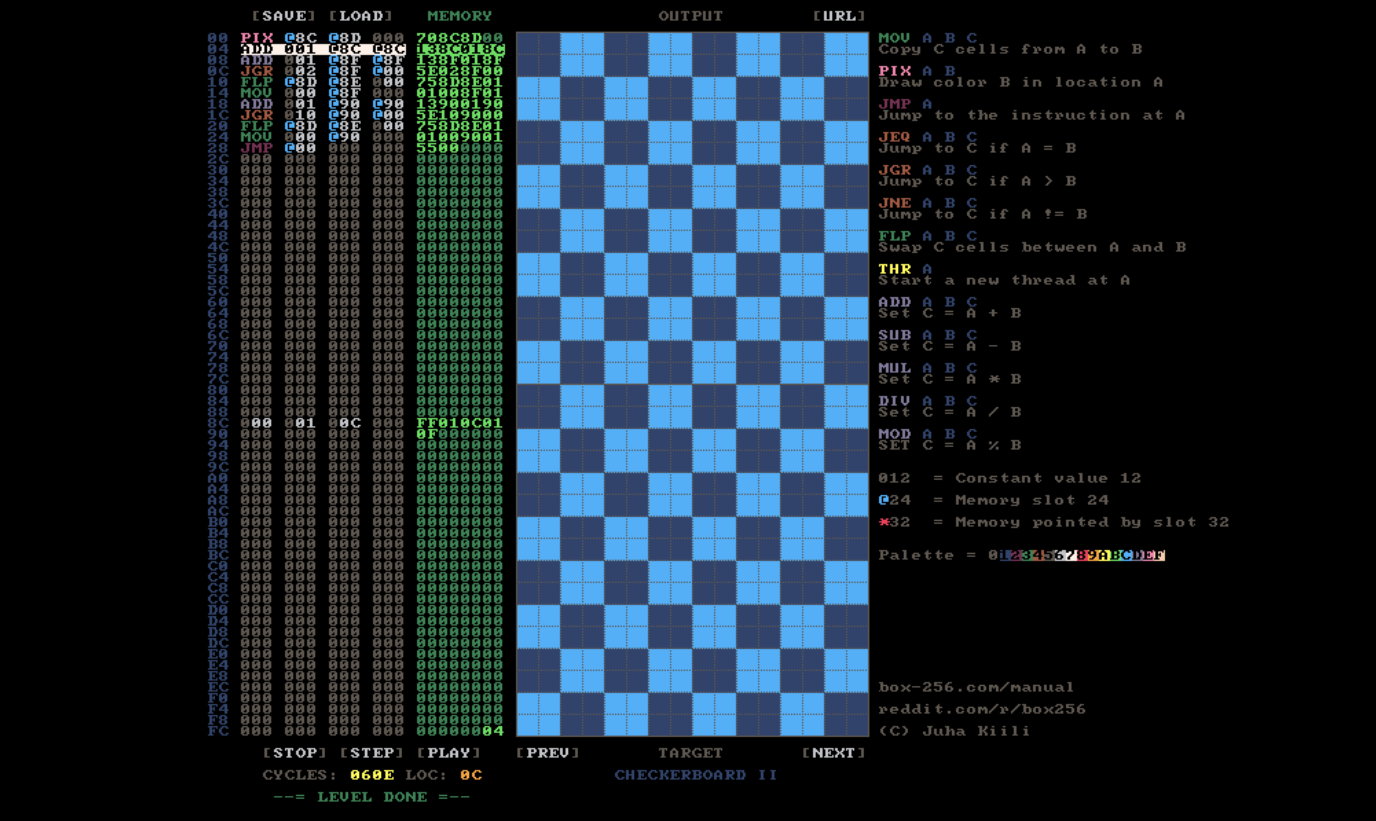 [SAVE] [LOAD] MEMORY
00 PIX @8C @8D 000 708C8D00
04 ADD 001 @8C @8C 138C018C
08 ADD 001 @8F @8F 138F018F
0C JGR 002 @8F @00 5E028F00
10 FLP @8D @8E 000 758D8E01
14 MOV 000 @8F 000 01008F01
18 ADD 001 @90 @90 13900190
1C JGR 010 @90 @00 5E109000
20 FLP @8D @8E 000 758D8E01
24 MOV 000 @90 000 01009001
28 JMP @00 000 000 55000000
2C 000 000 000 000 00000000
30 000 000 000 000 00000000
34 000 000 000 000 00000000
38 000 000 000 000 00000000
3C 000 000 000 000 00000000
40 000 000 000 000 00000000
44 000 000 000 000 00000000
48 000 000 000 000 00000000
4C 000 000 000 000 00000000
50 000 000 000 000 00000000
54 000 000 000 000 00000000
58 000 000 000 000 00000000
5C 000 000 000 000 00000000
60 000 000 000 000 00000000
64 000 000 000 000 00000000
68 000 000 000 000 00000000
6C 000 000 000 000 00000000
70 000 000 000 000 00000000
74 000 000 000 000 00000000
78 000 000 000 000 00000000
7C 000 000 000 000 00000000
80 000 000 000 000 00000000
84 000 000 000 000 00000000
88 000 000 000 000 00000000
8C 00 01 0C 000 FF010C01
90 000 000 000 000 0F000000
94 000 000 000 000 00000000
98 000 000 000 000 00000000
9C 000 000 000 000 00000000
A0 000 000 000 000 00000000
A4 000 000 000 000 00000000
A8 000 000 000 000 00000000
AC 000 000 000 000 00000000
B0 000 000 000 000 00000000
B4 000 000 000 000 00000000
B8 000 000 000 000 00000000
BC 000 000 000 000 00000000
C0 000 000 000 000 00000000
C4 000 000 000 000 00000000
C8 000 000 000 000 00000000
CC 000 000 000 000 00000000
D0 000 000 000 000 00000000
D4 000 000 000 000 00000000
D8 000 000 000 000 00000000
DC 000 000 000 000 00000000
E0 000 000 000 000 00000000
E4 000 000 000 000 00000000
E8 000 000 000 000 00000000
EC 000 000 000 000 00000000
F0 000 000 000 000 00000000
F4 000 000 000 000 00000000
F8 000 000 000 000 00000000
FC 000 000 000 000 00000004
[STOP] [STEP] [PLAY]
CYCLES: 060E LOC: 0C
--= LEVEL DONE =--
OUTPUT [URL]
[PREV] TARGET [NEXT]
CHECKERBOARD II
MOV A B C
Copy C cells from A to B
PIX A B
Draw color B in location A
JMP A
Jump to the instruction at A
JEQ A B C
Jump to C if A = B
JGR A B C
Jump to C if A > B
JNE A B C
Jump to C if A != B
FLP A B C
Swap C cells between A and B
THR A
Start a new thread at A
ADD A B C
Set C = A + B
SUB A B C
Set C = A - B
MUL A B C
Set C = A * B
DIV A B C
Set C = A / B
MOD A B C
SET C = A % B
012 = Constant value 12
@24 = Memory slot 24
*32 = Memory pointed by slot 32
Palette = 0123456789ABCDEF
box-256.com/manual
reddit.com/r/box256
(C) Juha Kiili